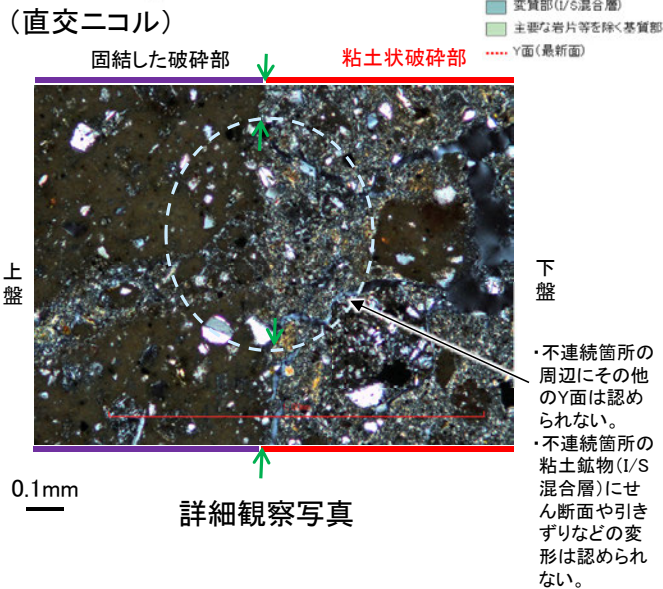 (直交ニコル)
変質部(I/S混合層)
主要な岩片等を除く基質部
Y面(最新面)
固結した破砕部
粘土状破砕部
上
盤
下
盤
・不連続箇所の
周辺にその他
のY面は認め
られない。
・不連続箇所の
粘土鉱物(I/S
混合層)にせ
ん断面や引き
ずりなどの変
形は認められ
ない。
0.1mm
詳細観察写真